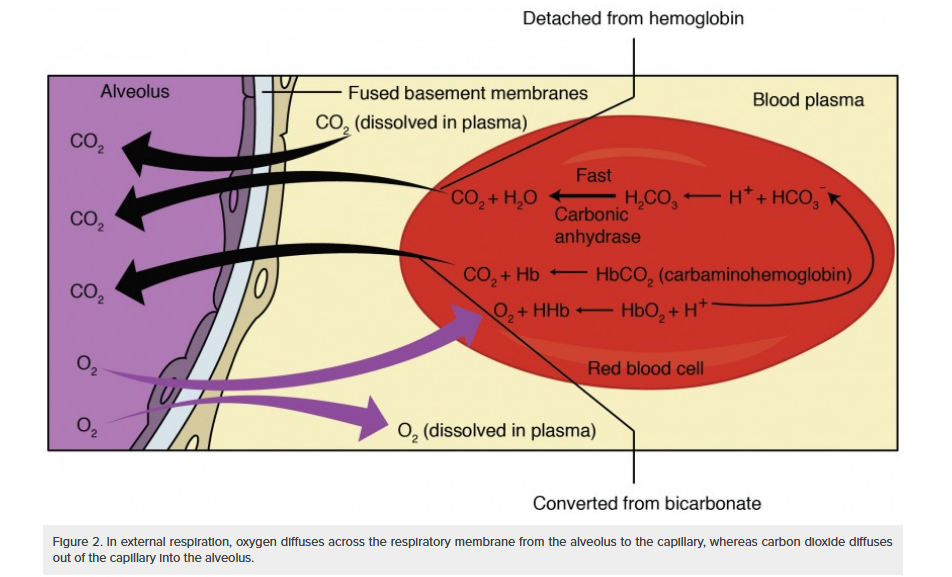 Detached from hemoglobin
Alveolus
Fused basement membranes
Blood plasma
CO₂ (dissolved in plasma)
CO₂
CO₂
CO₂
O₂
O₂
Fast
CO₂ + H₂O ← H₂CO₃ ← H⁺ + HCO₃⁻
Carbonic
anhydrase
CO₂ + Hb ← HbCO₂ (carbaminohemoglobin)
O₂ + HHb ← HbO₂ + H⁺
Red blood cell
O₂ (dissolved in plasma)
Converted from bicarbonate
Figure 2. In external respiration, oxygen diffuses across the respiratory membrane from the alveolus to the capillary, whereas carbon dioxide diffuses
out of the capillary into the alveolus.